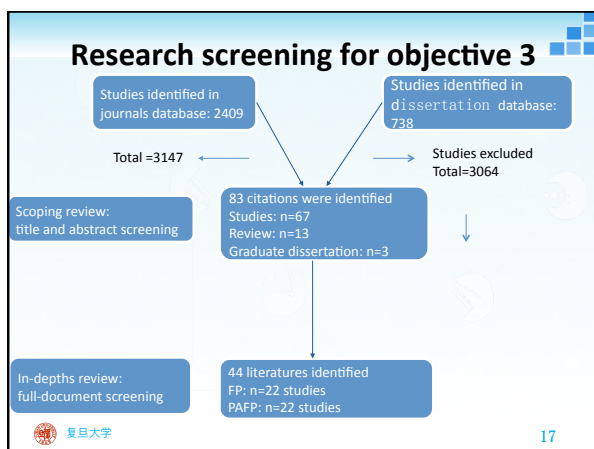 Research screening for objective 3
Studies identified in
journals database: 2409
Studies identified in
dissertation database:
738
Total =3147
Studies excluded
Total=3064
83 citations were identified
Studies: n=67
Review: n=13
Graduate dissertation: n=3
Scoping review:
title and abstract screening
44 literatures identified
FP: n=22 studies
PAFP: n=22 studies
In-depths review:
full-document screening
复旦大学
17